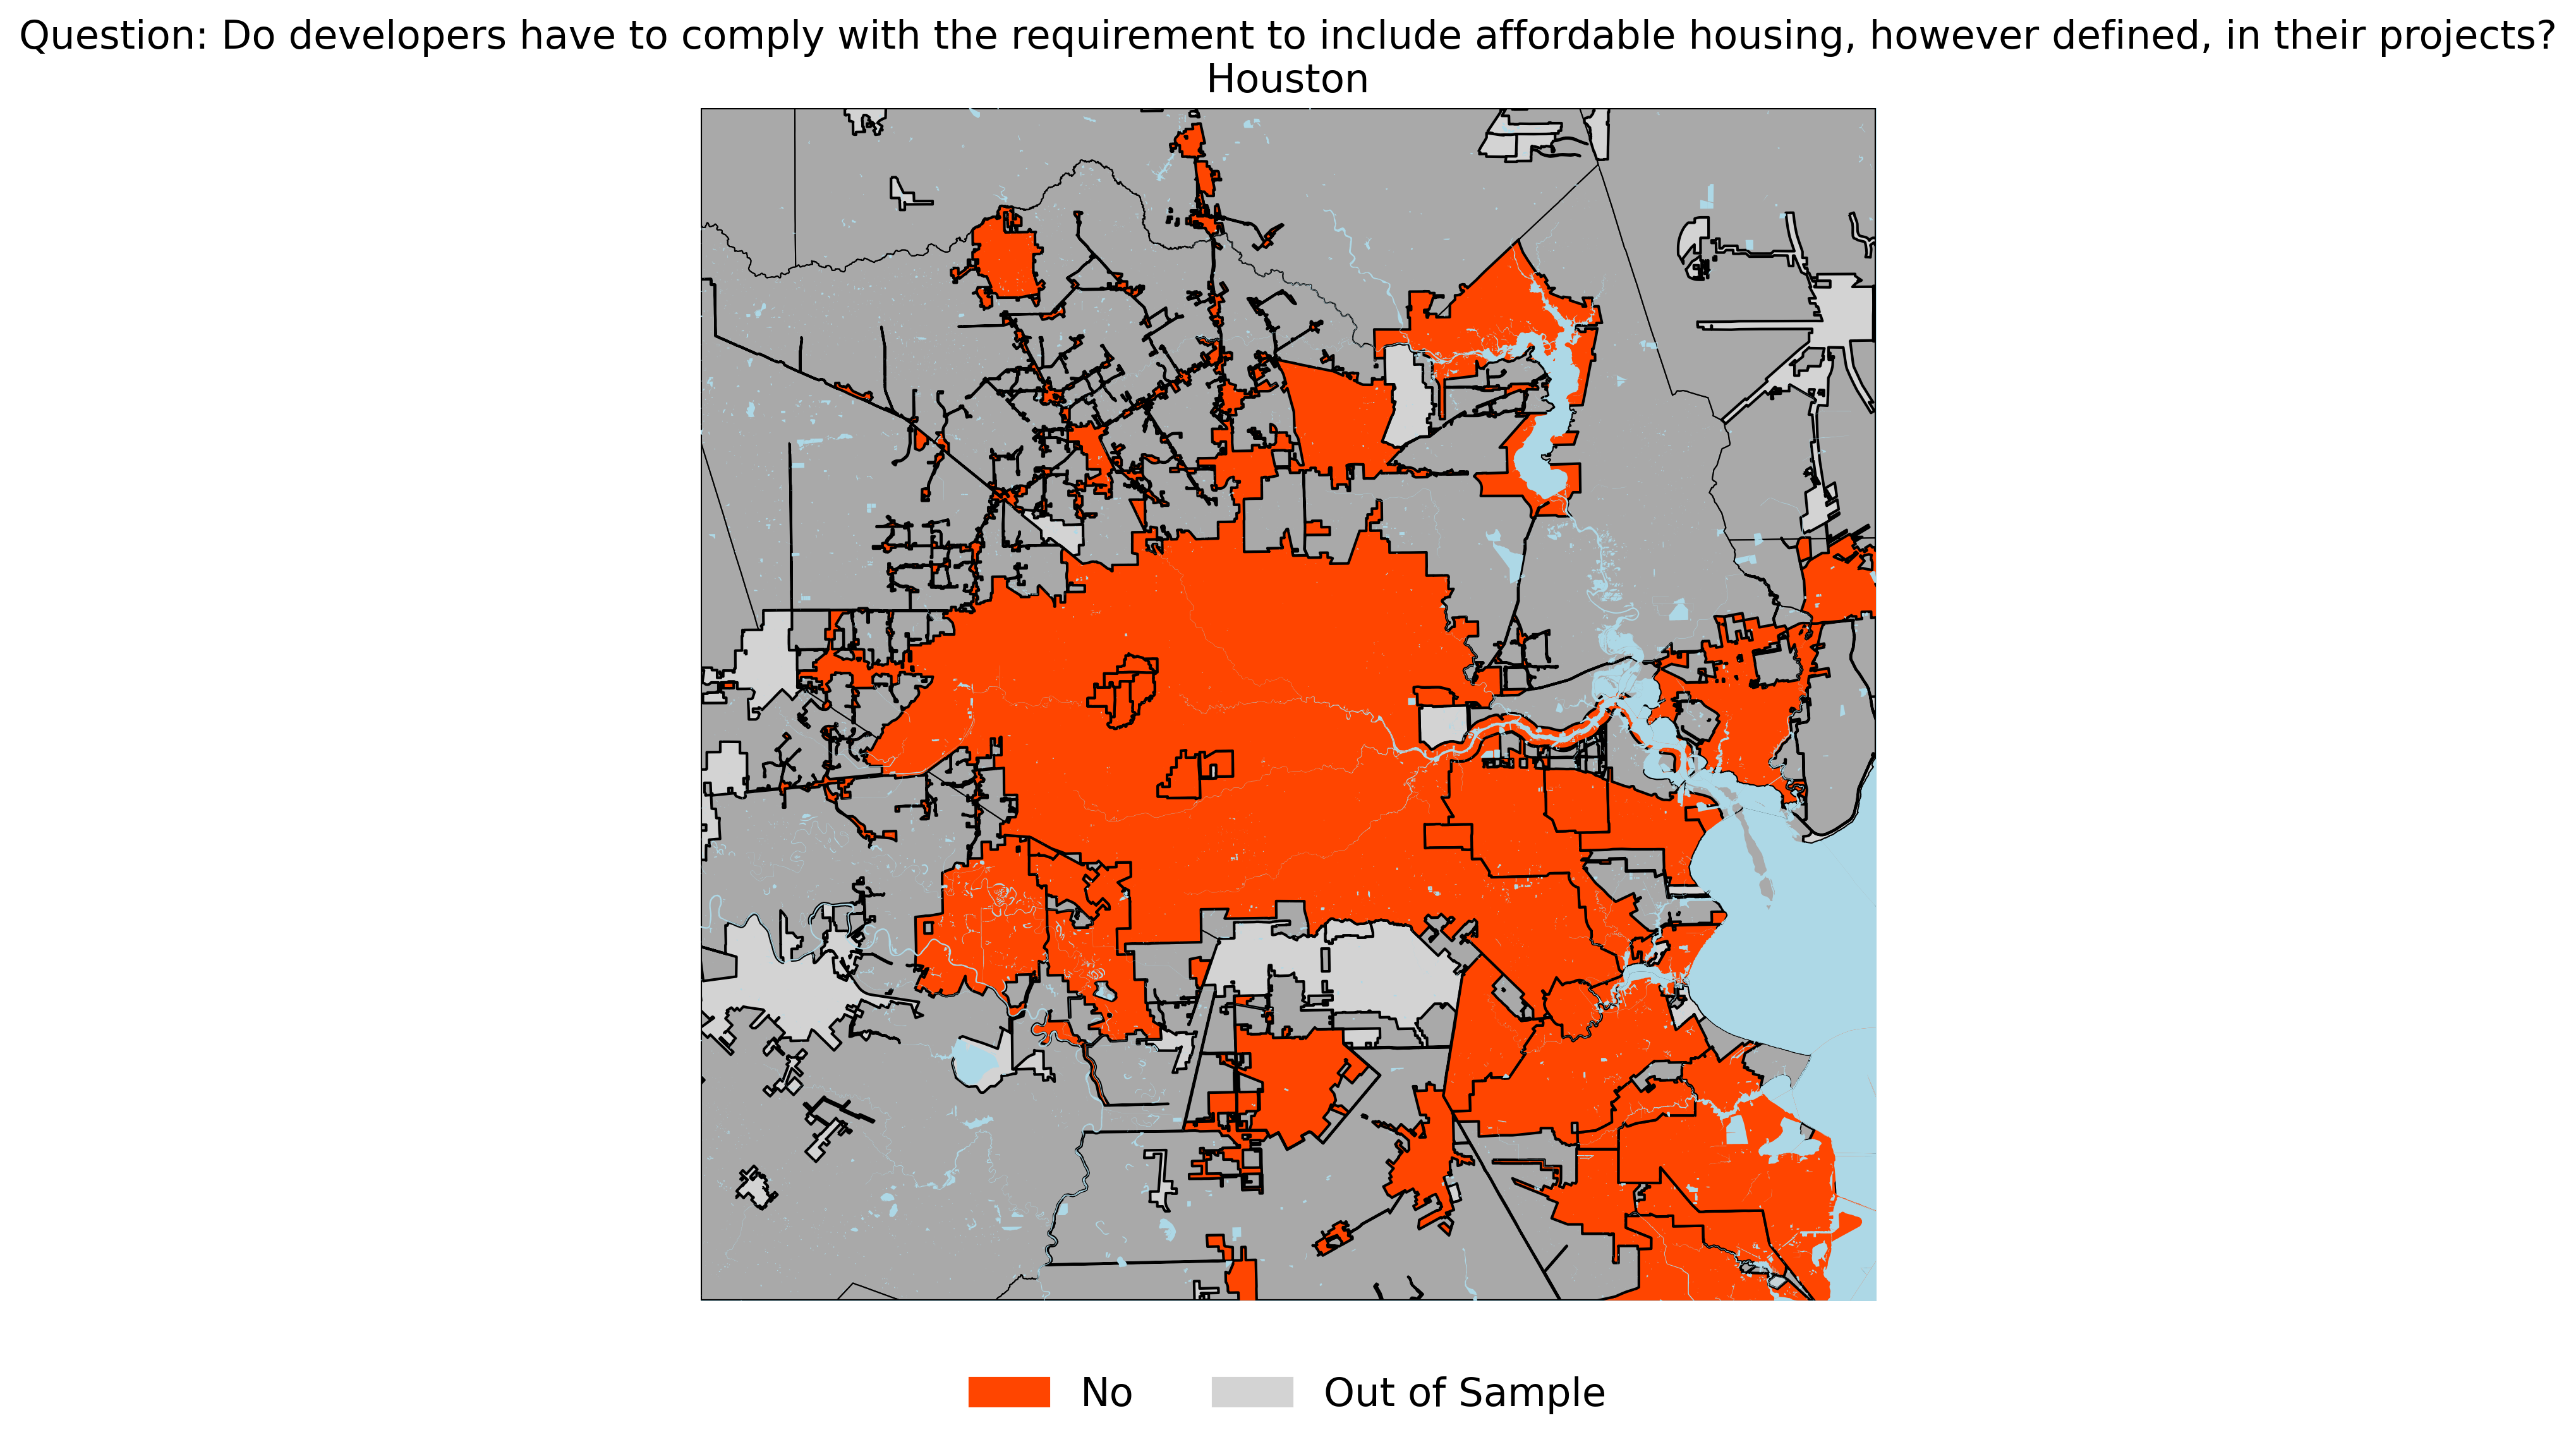 Question: Do developers have to comply with the requirement to include affordable housing, however defined, in their projects?
Houston
No
Out of Sample